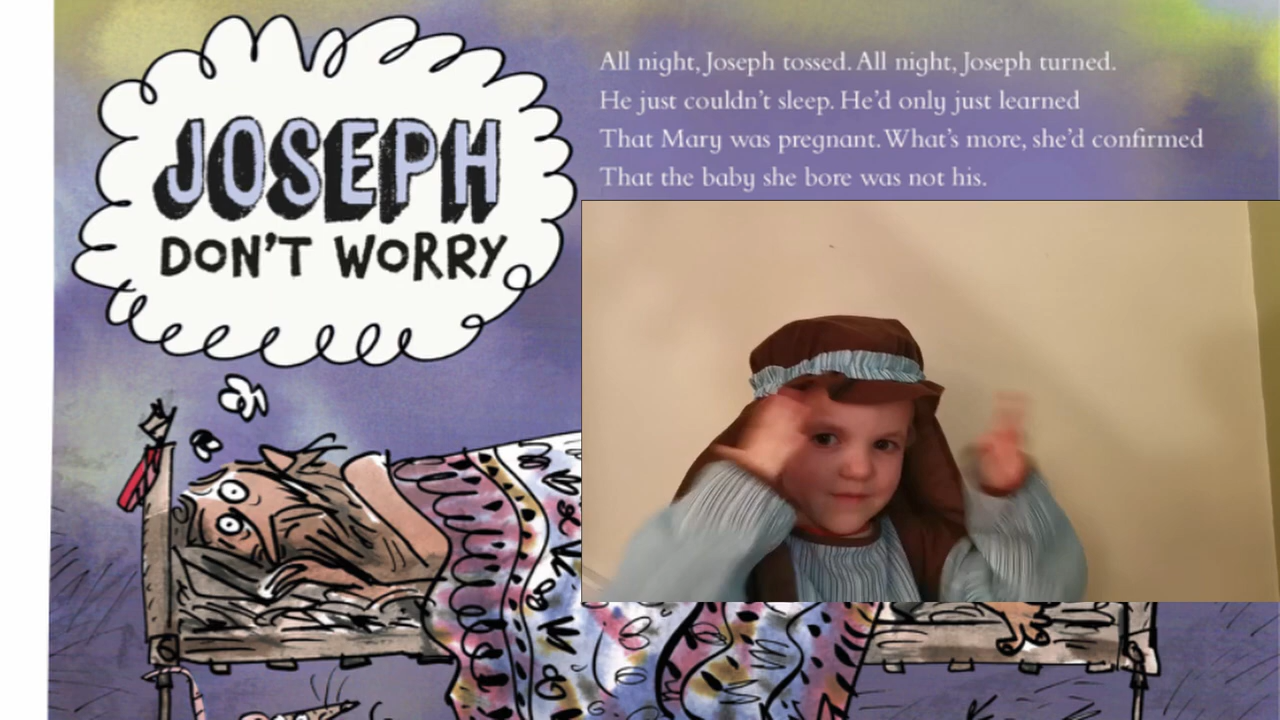 JOSEPH
DON'T WORRY
All night, Joseph tossed. All night, Joseph turned.
He just couldn't sleep. He'd only just learned
That Mary was pregnant. What's more, she'd confirmed
That the baby she bore was not his.